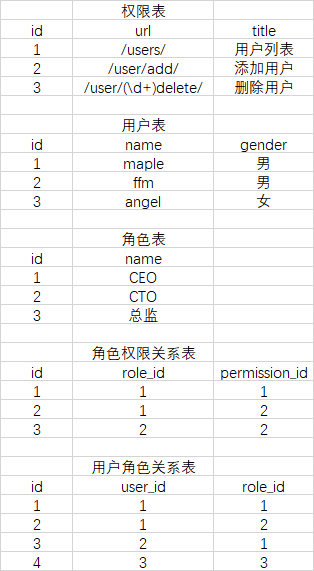 权限表
id url title
1 /users/ 用户列表
2 /user/add/ 添加用户
3 /user/(\d+)delete/ 删除用户
用户表
id name gender
1 maple 男
2 ffm 男
3 angel 女
角色表
id name
1 CEO
2 CTO
3 总监
角色权限关系表
id role_id permission_id
1 1 1
2 1 2
3 2 2
用户角色关系表
id user_id role_id
1 1 1
2 1 2
3 2 1
4 3 3